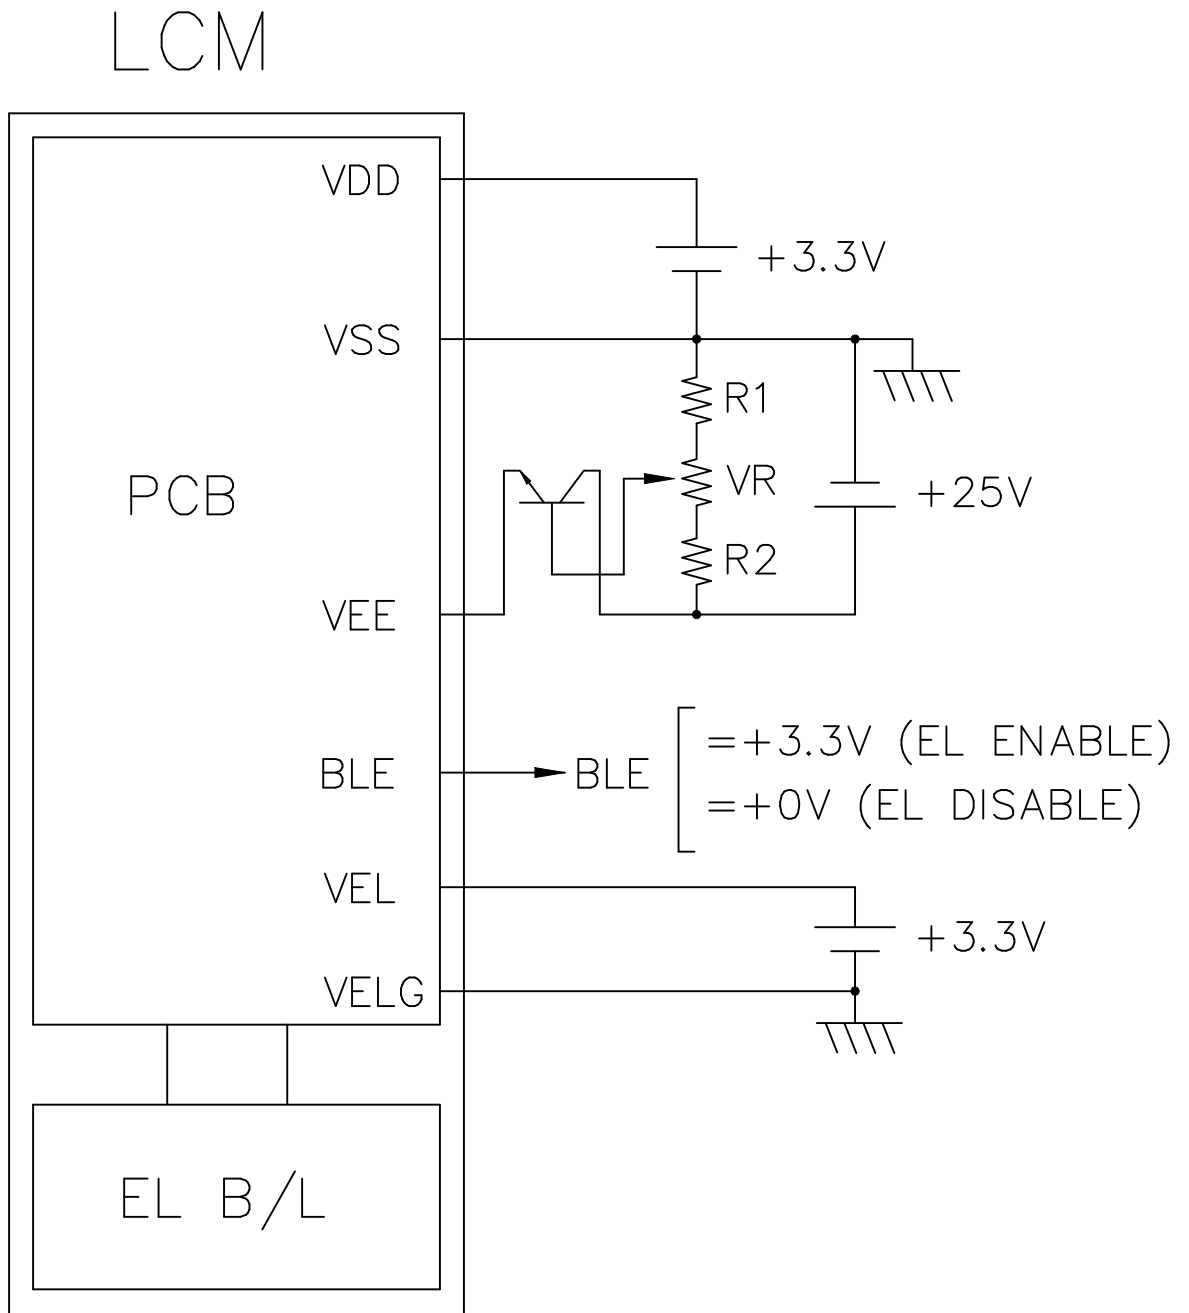 LCM
VDD
+3.3V
VSS
R1
PCB
VR
+25V
R2
VEE
BLE
BLE
=+3.3V (EL ENABLE)
=+0V (EL DISABLE)
VEL
+3.3V
VELG
EL B/L